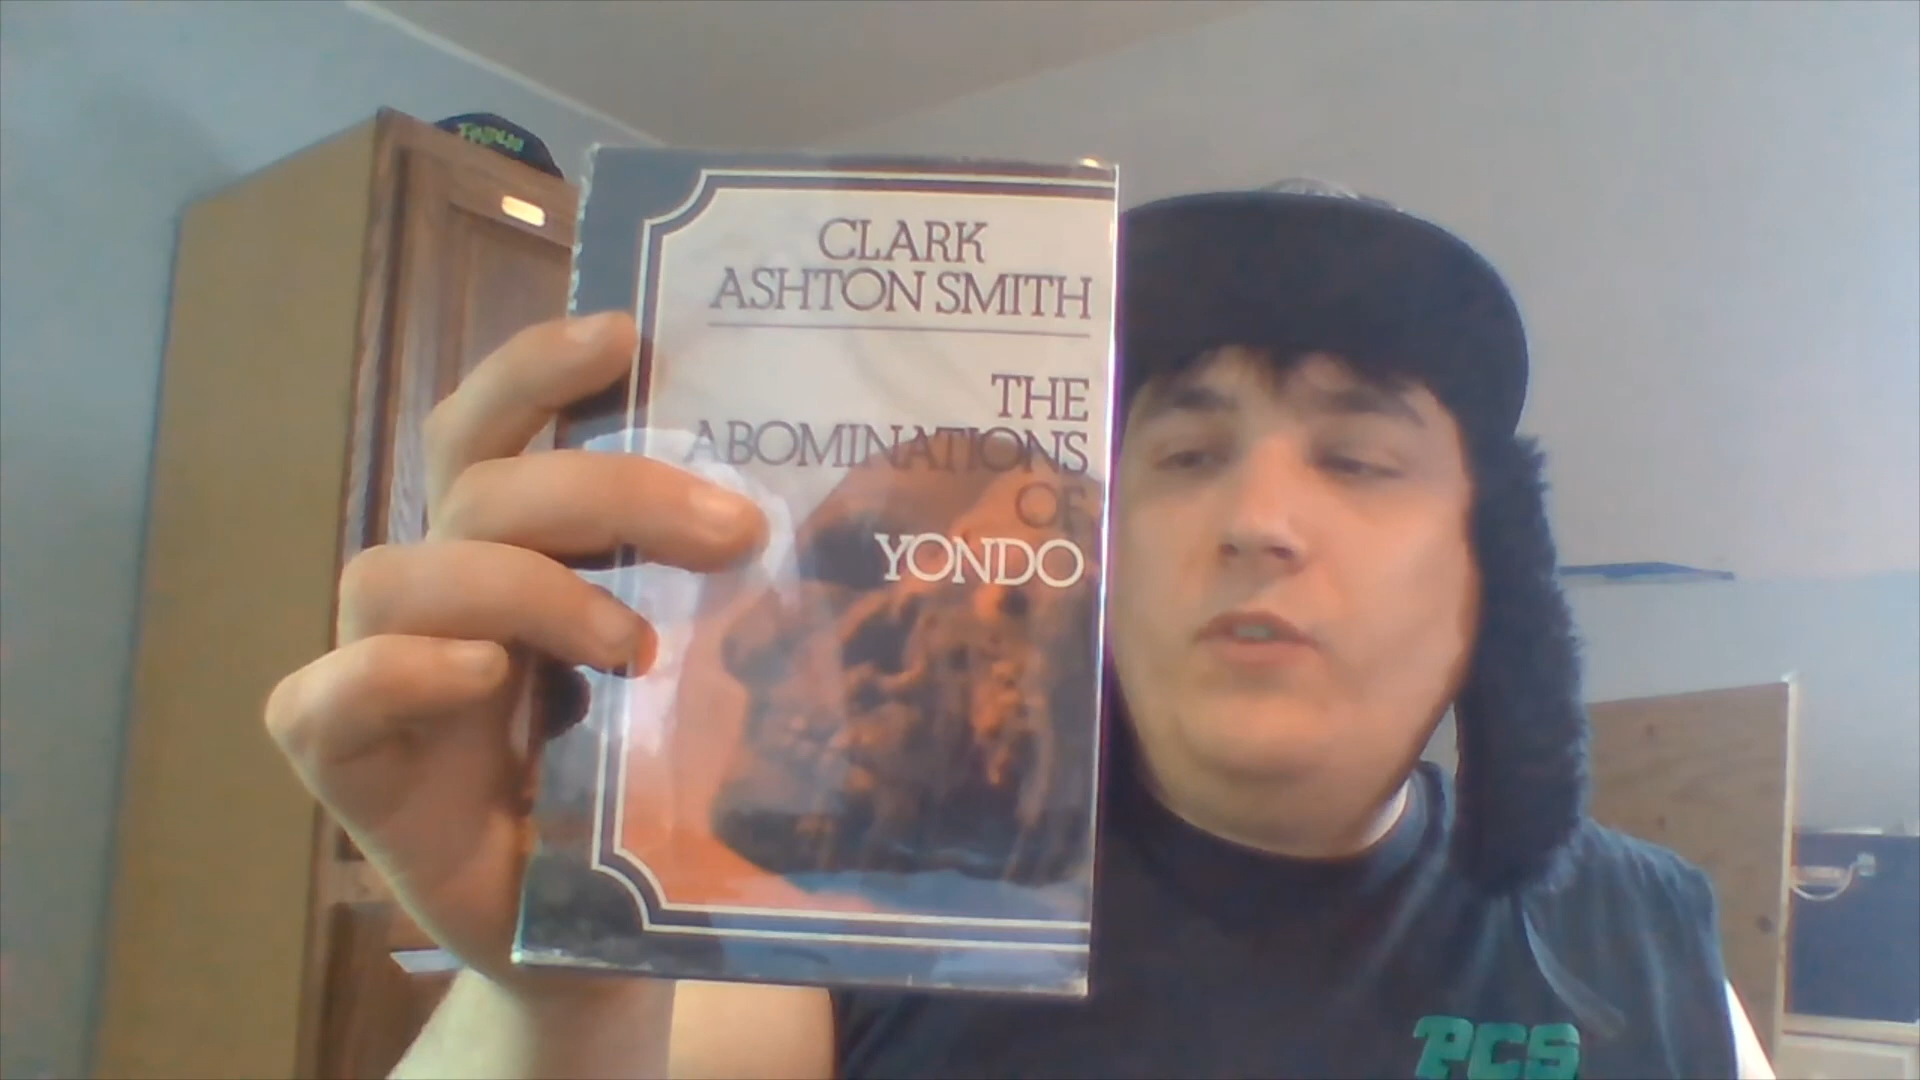 CLARK
ASHTON SMITH
THE
ABOMINATIONS
OF
YONDO
PCS